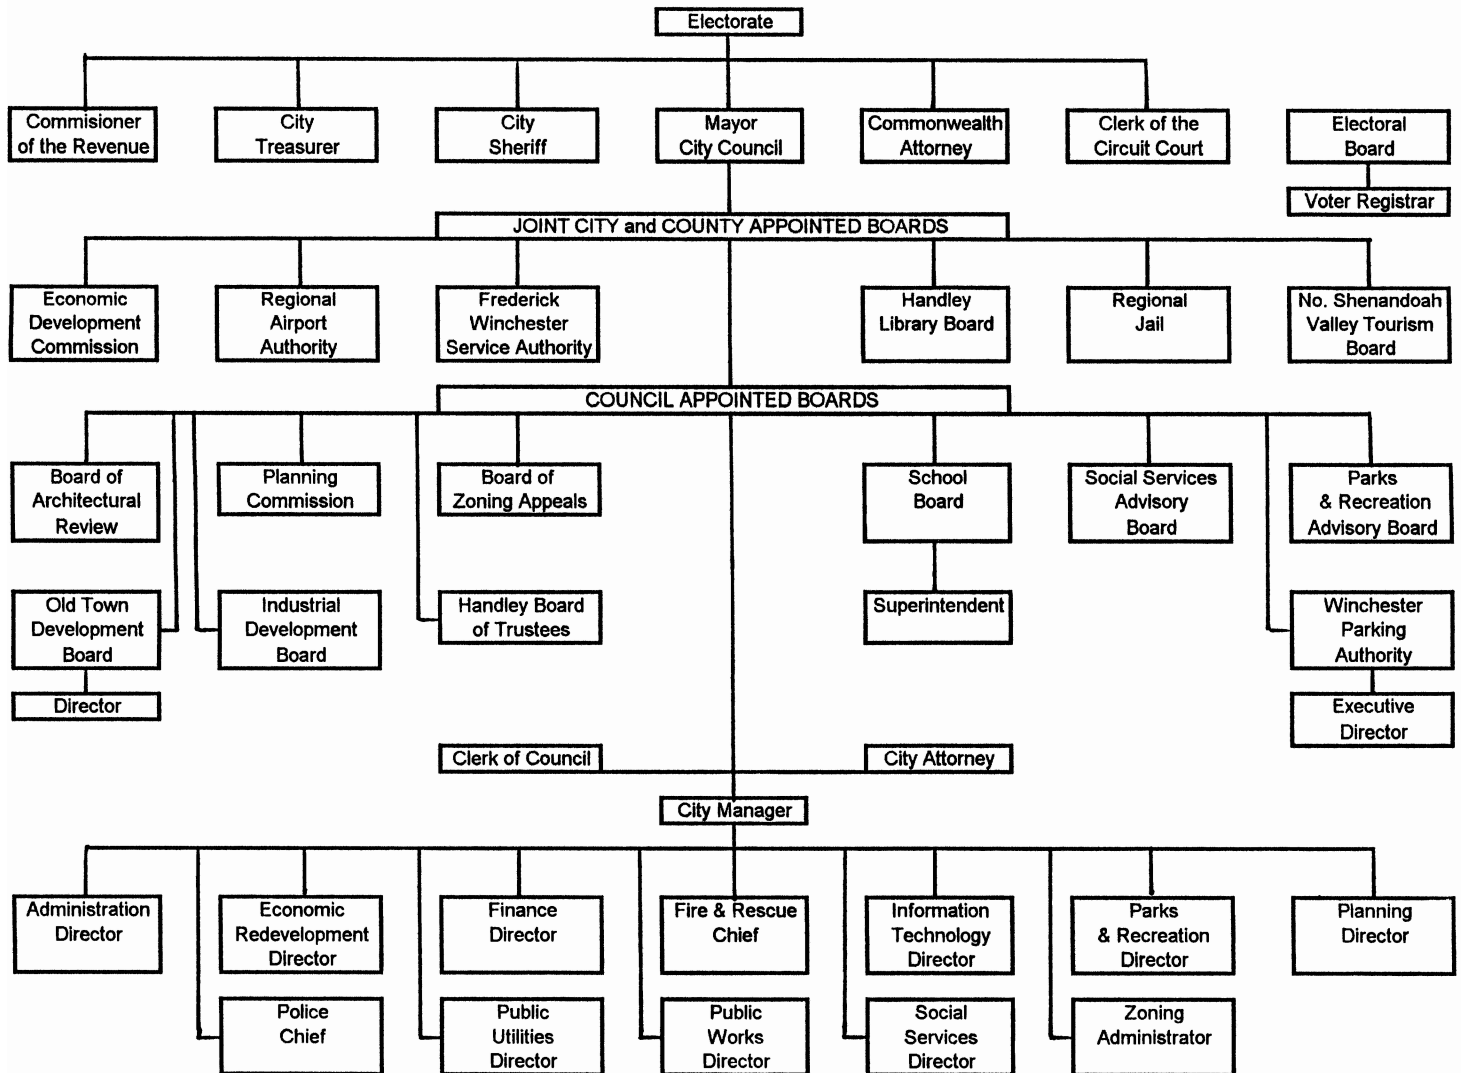 Electorate
Commisioner
of the Revenue
City
Treasurer
City
Sheriff
Mayor
City Council
Commonwealth
Attorney
Clerk of the
Circuit Court
Electoral
Board
Voter Registrar
JOINT CITY and COUNTY APPOINTED BOARDS
Economic
Development
Commission
Regional
Airport
Authority
Frederick
Winchester
Service Authority
Handley
Library Board
Regional
Jail
No. Shenandoah
Valley Tourism
Board
COUNCIL APPOINTED BOARDS
Board of
Architectural
Review
Planning
Commission
Board of
Zoning Appeals
School
Board
Social Services
Advisory
Board
Parks
& Recreation
Advisory Board
Old Town
Development
Board
Industrial
Development
Board
Handley Board
of Trustees
Superintendent
Winchester
Parking
Authority
Director
Executive
Director
Clerk of Council
City Attorney
City Manager
Administration
Director
Economic
Redevelopment
Director
Finance
Director
Fire & Rescue
Chief
Information
Technology
Director
Parks
& Recreation
Director
Planning
Director
Police
Chief
Public
Utilities
Director
Public
Works
Director
Social
Services
Director
Zoning
Administrator